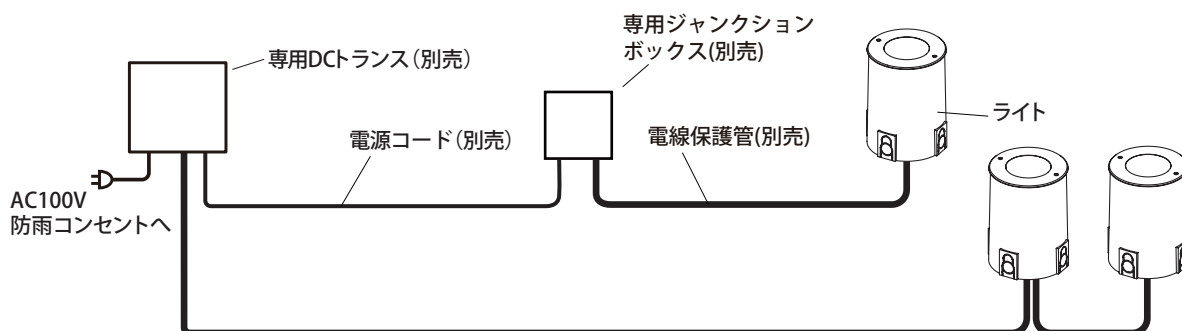 専用DCトランス（別売）
専用ジャンクション
ボックス(別売)
ライト
電源コード（別売）
電線保護管(別売)
AC100V
防雨コンセントへ